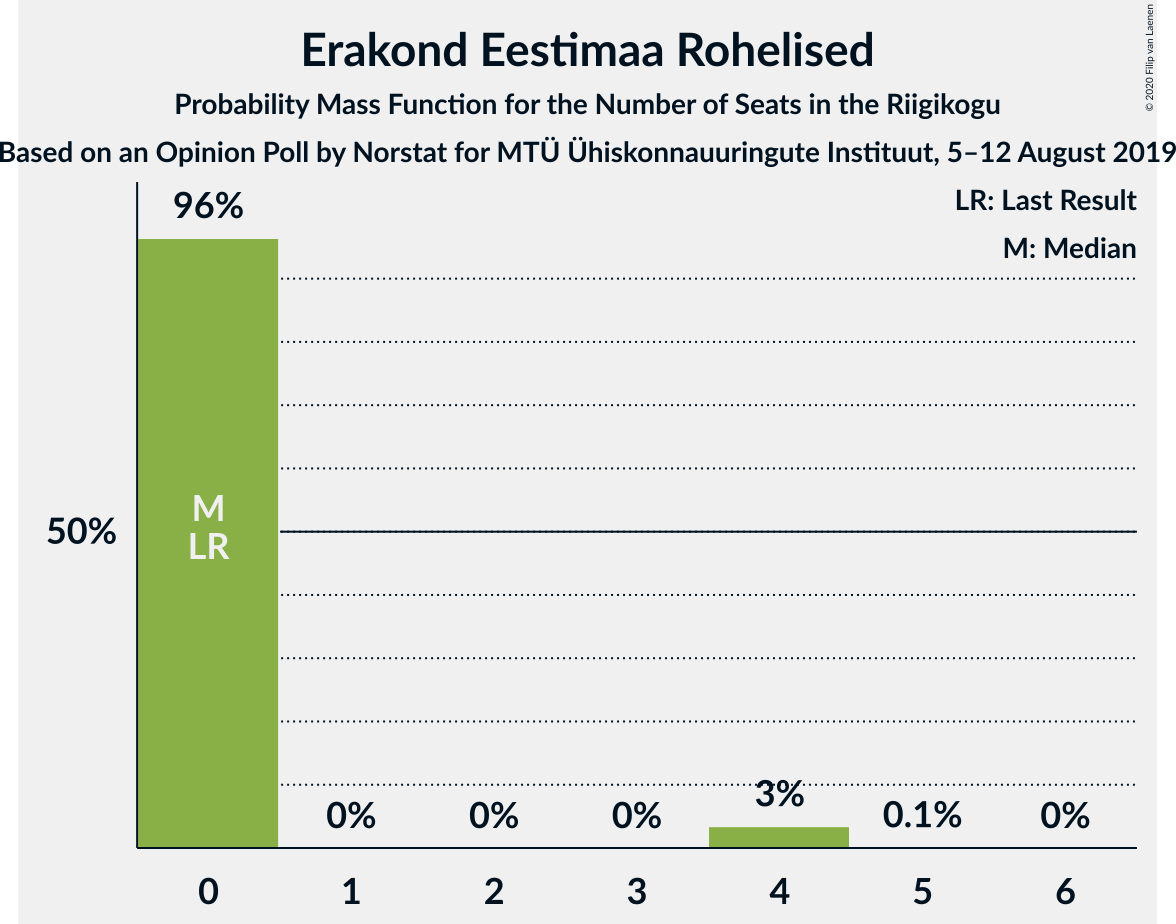 Erakond Eestimaa Rohelised
Probability Mass Function for the Number of Seats in the Riigikogu
Based on an Opinion Poll by Norstat for MTÜ Ühiskonnauuringute Instituut, 5–12 August 2019
© 2020 Filip van Laenen
LR: Last Result
M: Median
96%
M
LR
50%
0% 0% 0% 3% 0.1% 0%
0 1 2 3 4 5 6